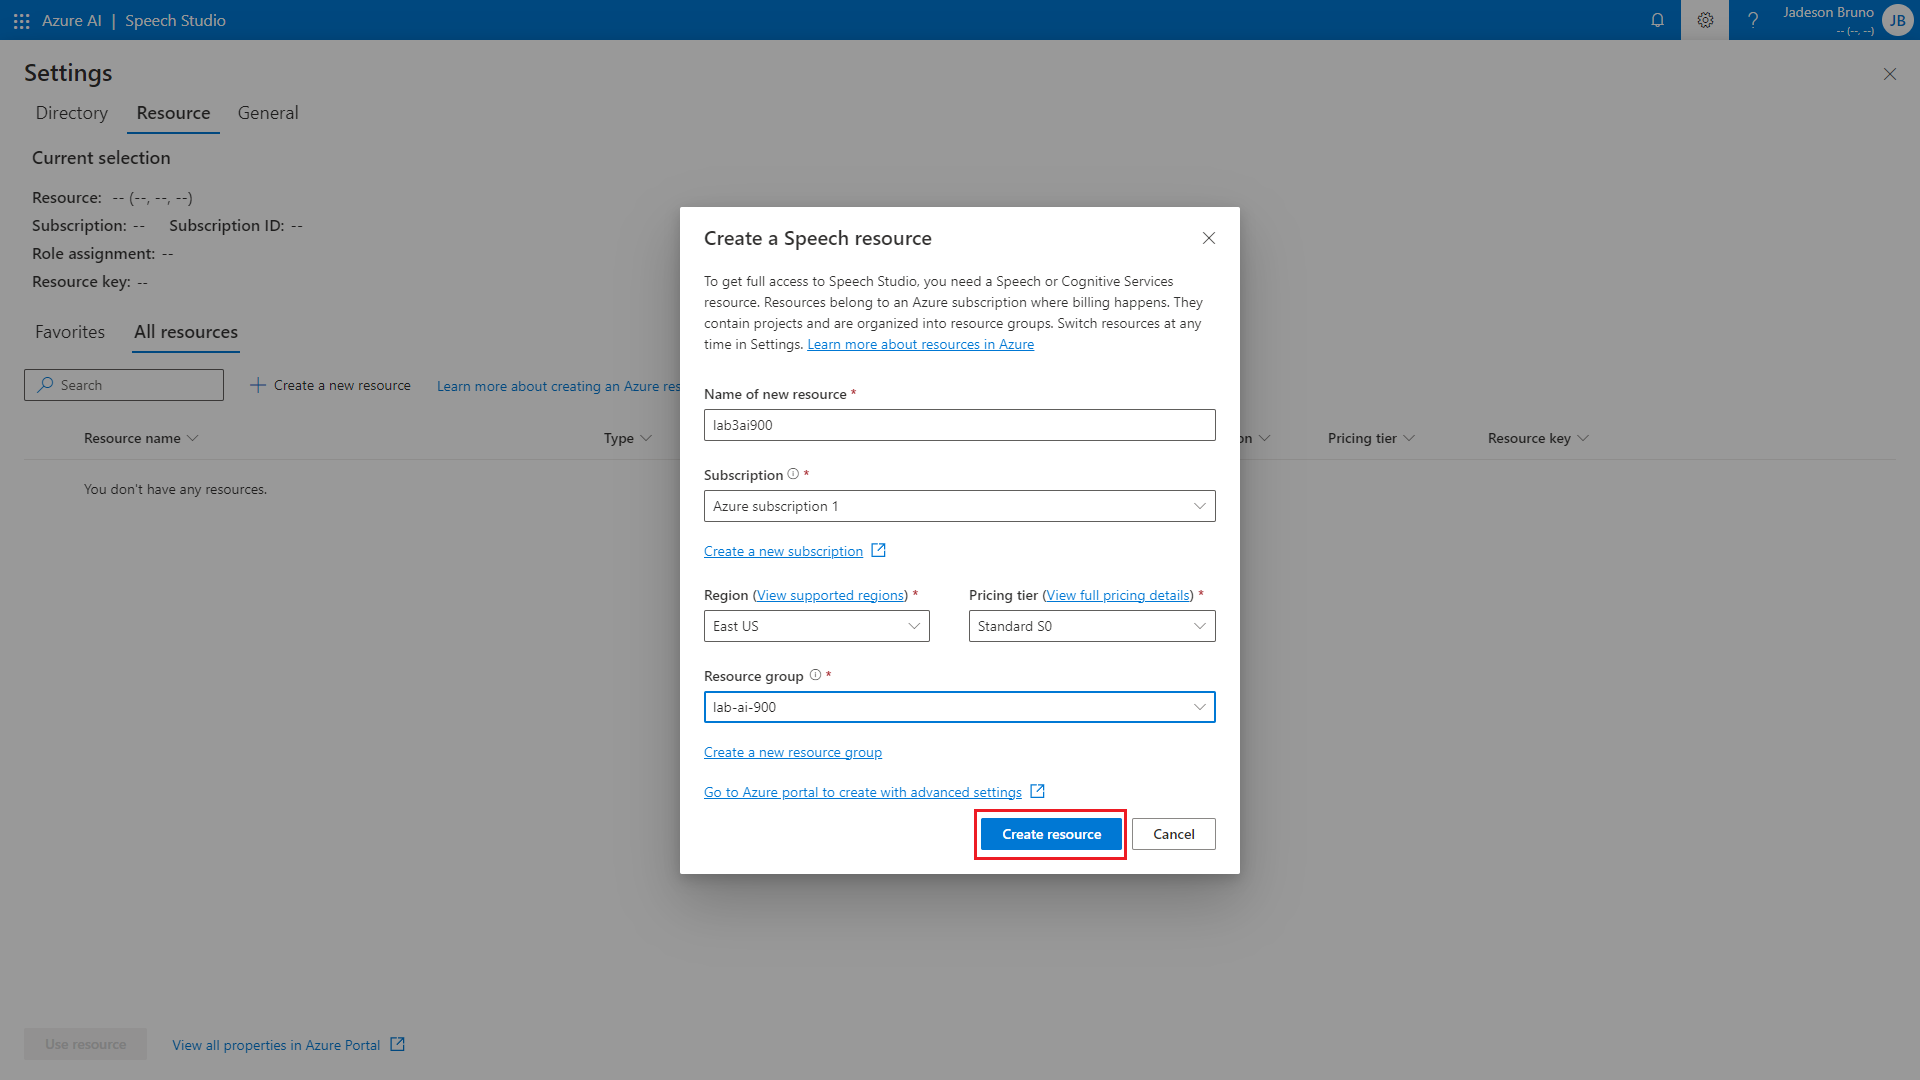 Azure AI | Speech Studio
Jadeson Bruno
-- (--, --)
JB
Settings
Directory Resource General
Current selection
Resource: -- (--, --, --)
Subscription: -- Subscription ID: --
Role assignment: --
Resource key: --
Favorites All resources
Search Create a new resource Learn more about creating an Azure res
Resource name Type on Pricing tier Resource key
You don't have any resources.
Create a Speech resource
To get full access to Speech Studio, you need a Speech or Cognitive Services
resource. Resources belong to an Azure subscription where billing happens. They
contain projects and are organized into resource groups. Switch resources at any
time in Settings. Learn more about resources in Azure
Name of new resource *
lab3ai900
Subscription *
Azure subscription 1
Create a new subscription
Region (View supported regions) * Pricing tier (View full pricing details) *
East US Standard S0
Resource group *
lab-ai-900
Create a new resource group
Go to Azure portal to create with advanced settings
Create resource Cancel
Use resource View all properties in Azure Portal